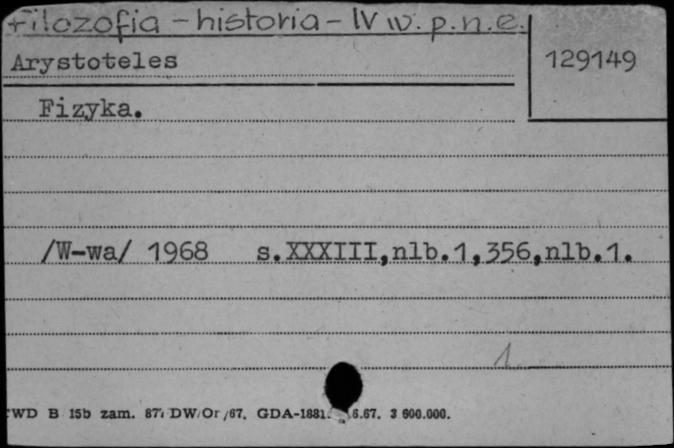 Filozofia - historia - IV w. p.n.e.
Arystoteles
129149
Fizyka.
/W-wa/ 1968 s.XXXIII,nlb.1,356,nlb.1.
1
WD B 15b zam. DW/Or/67. GDA-1881. 6.67. 3 600.000.